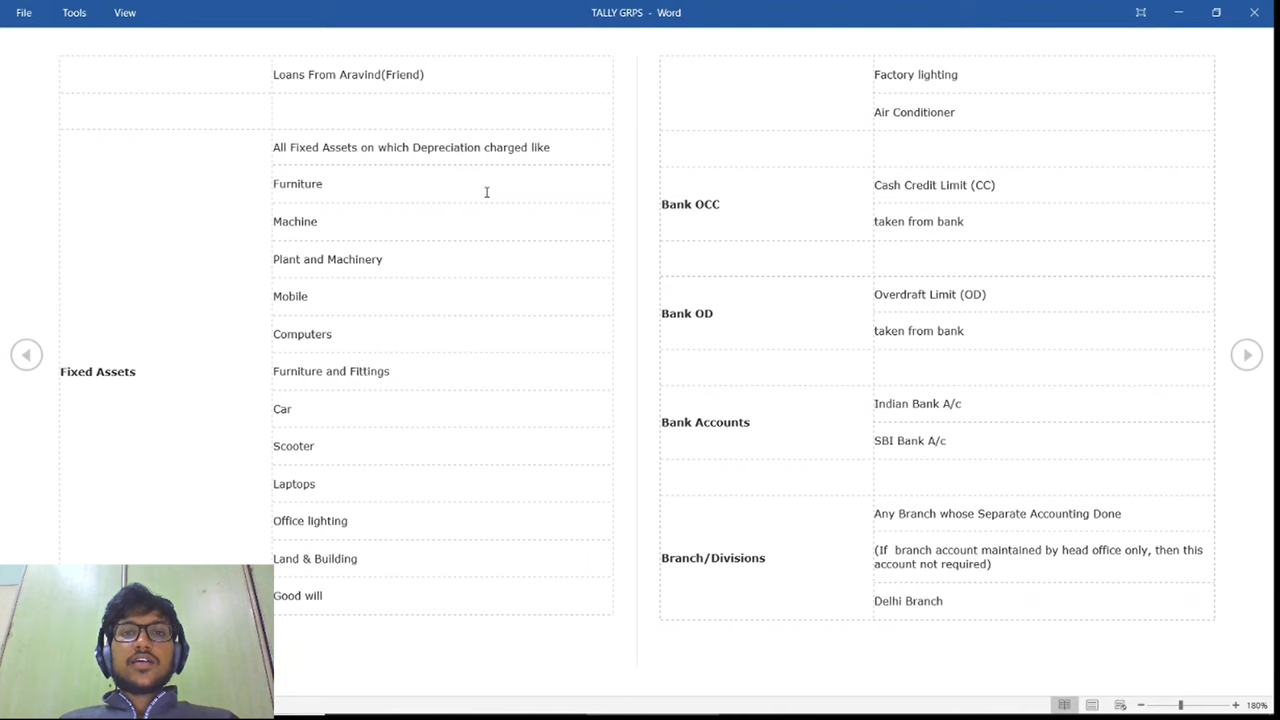 File Tools View TALLY GRPS - Word
Loans From Aravind(Friend)
All Fixed Assets on which Depreciation charged like
Furniture
Machine
Plant and Machinery
Mobile
Computers
Fixed Assets
Furniture and Fittings
Car
Scooter
Laptops
Office lighting
Land & Building
Good will
Factory lighting
Air Conditioner
Bank OCC
Cash Credit Limit (CC)
taken from bank
Bank OD
Overdraft Limit (OD)
taken from bank
Bank Accounts
Indian Bank A/c
SBI Bank A/c
Branch/Divisions
Any Branch whose Separate Accounting Done
(If branch account maintained by head office only, then this
account not required)
Delhi Branch
180%